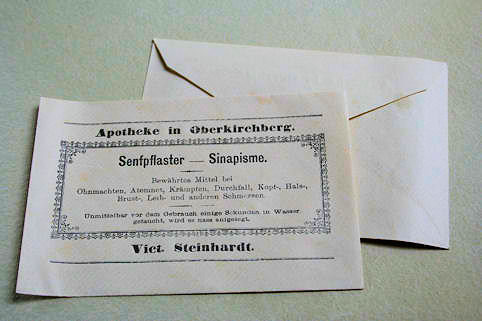 Apotheke in Oberkirchberg.
Senfpflaster — Sinapisme.
Bewährtes Mittel bei
Ohnmachten, Atemnot, Krämpfen, Durchfall, Kopf-, Hals-,
Brust-, Leib- und anderen Schmerzen.
Unmittelbar vor dem Gebrauch einige Sekunden in Wasser
getaucht, wird es nass aufgelegt.
Vict. Steinhardt.